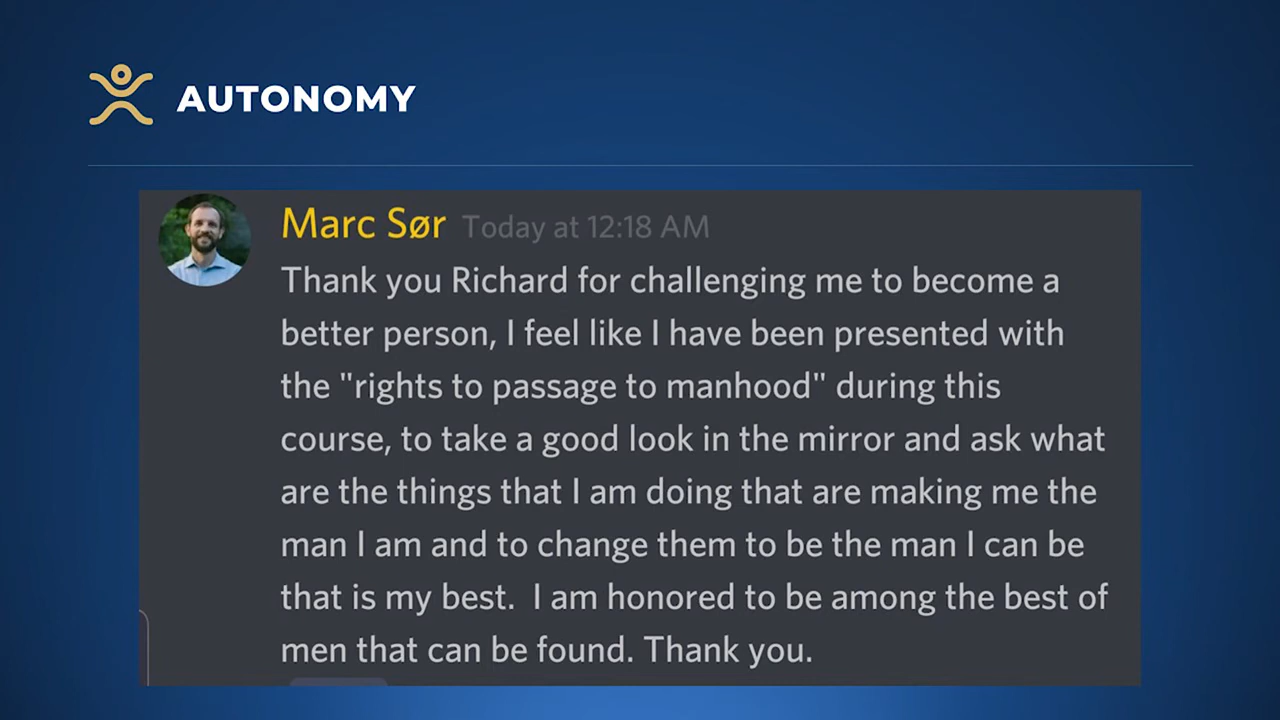 AUTONOMY
Marc Sør Today at 12:18 AM
Thank you Richard for challenging me to become a
better person, I feel like I have been presented with
the "rights to passage to manhood" during this
course, to take a good look in the mirror and ask what
are the things that I am doing that are making me the
man I am and to change them to be the man I can be
that is my best.  I am honored to be among the best of
men that can be found. Thank you.